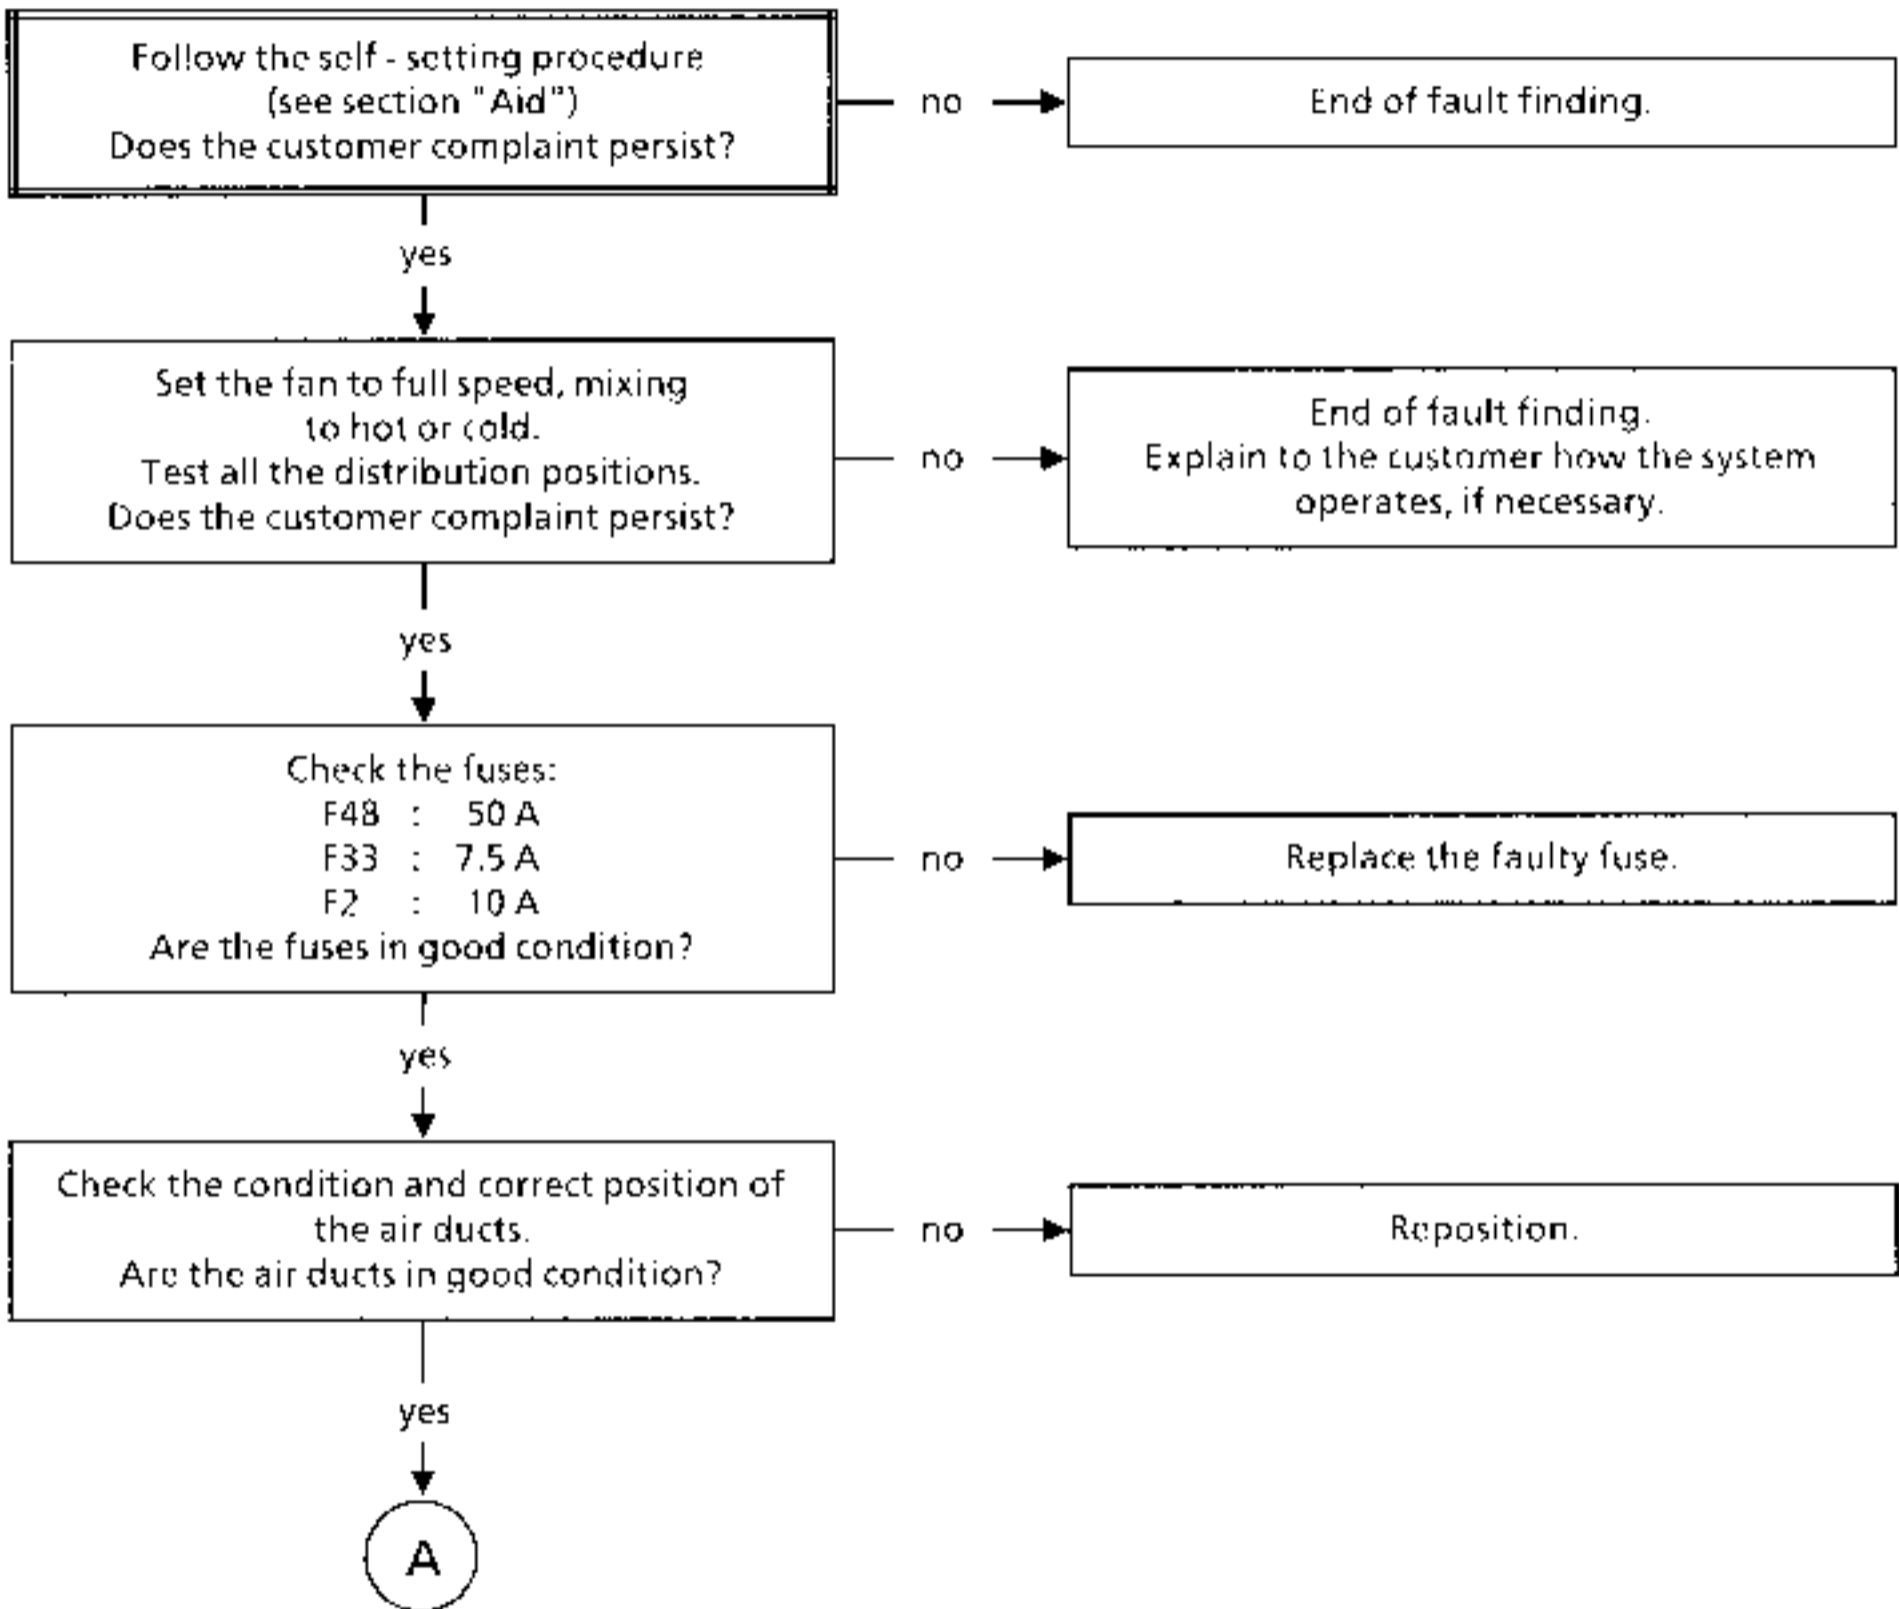 Follow the self - setting procedure
(see section "Aid")
Does the customer complaint persist?
no
End of fault finding.
yes
Set the fan to full speed, mixing
to hot or cold.
Test all the distribution positions.
Does the customer complaint persist?
no
End of fault finding.
Explain to the customer how the system
operates, if necessary.
yes
Check the fuses:
F48 : 50 A
F33 : 7.5 A
F2 : 10 A
Are the fuses in good condition?
no
Replace the faulty fuse.
yes
Check the condition and correct position of
the air ducts.
Are the air ducts in good condition?
no
Reposition.
yes
A